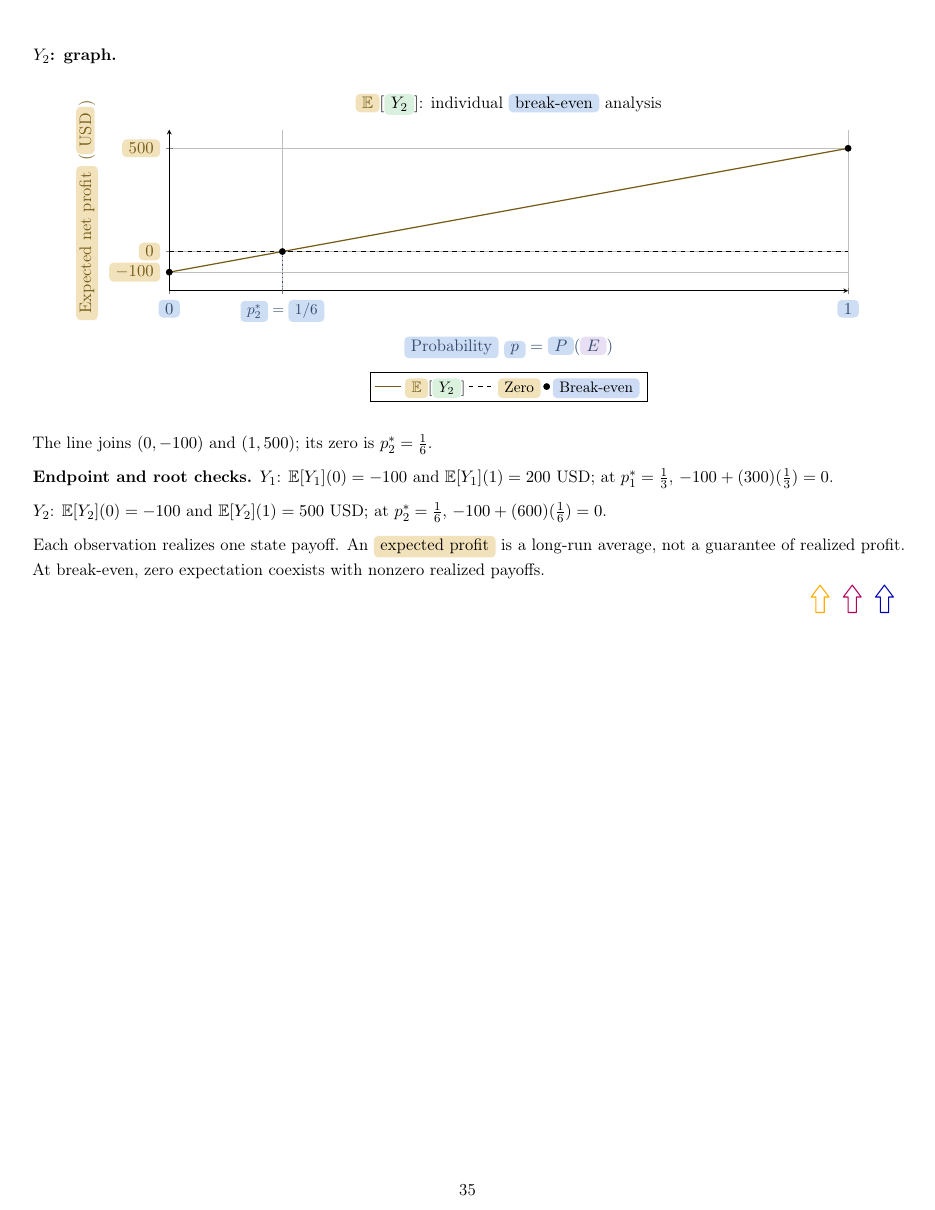 Y₂: graph.
𝔼[Y₂]: individual break-even analysis
Expected net profit (USD)
500
0
−100
0
p₂* = 1/6
1
Probability p = P(E)
𝔼[Y₂] Zero Break-even
The line joins (0, −100) and (1, 500); its zero is p₂* = 1/6.
Endpoint and root checks. Y₁: 𝔼[Y₁](0) = −100 and 𝔼[Y₁](1) = 200 USD; at p₁* = 1/3, −100 + (300)(1/3) = 0.
Y₂: 𝔼[Y₂](0) = −100 and 𝔼[Y₂](1) = 500 USD; at p₂* = 1/6, −100 + (600)(1/6) = 0.
Each observation realizes one state payoff. An expected profit is a long-run average, not a guarantee of realized profit.
At break-even, zero expectation coexists with nonzero realized payoffs.
35